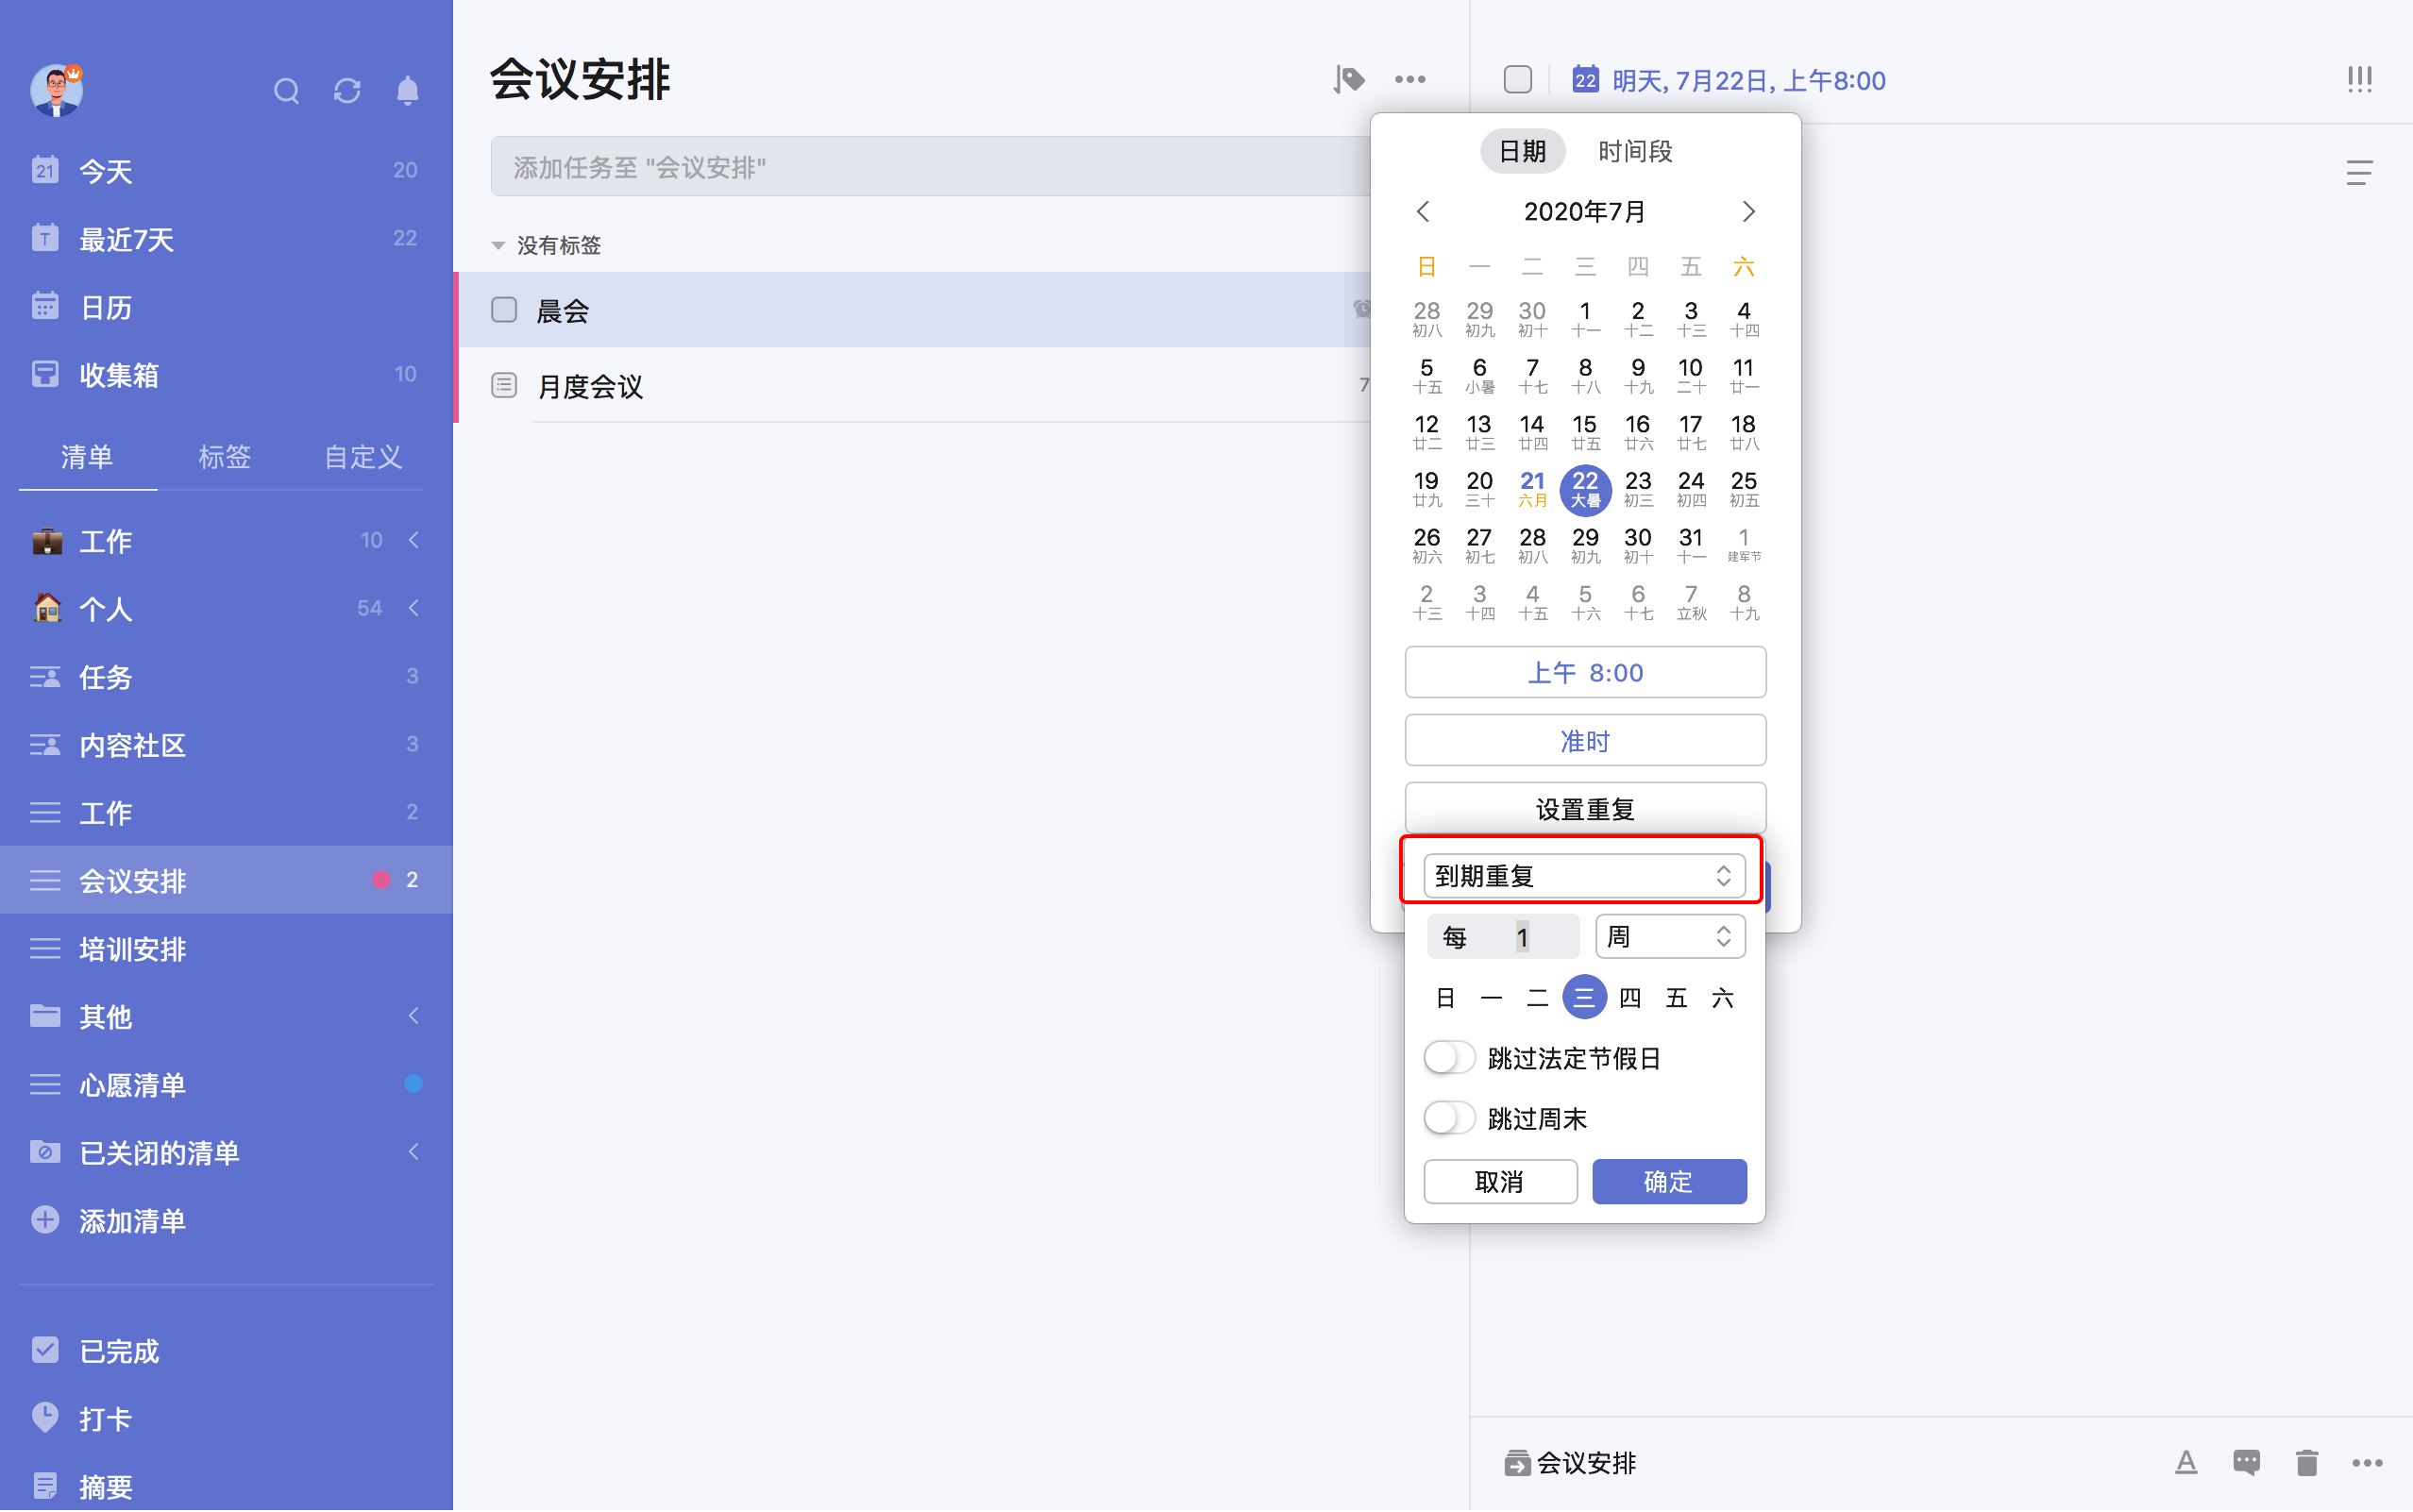 21 今天 20
T 最近7天 22
日历
收集箱 10
清单 标签 自定义
工作 10
个人 54
任务 3
内容社区 3
工作 2
会议安排 2
培训安排
其他
心愿清单
已关闭的清单
添加清单
已完成
打卡
摘要
会议安排
添加任务至 "会议安排"
没有标签
晨会
月度会议 7
22 明天, 7月22日, 上午8:00
日期 时间段
2020年7月
日 一 二 三 四 五 六
28 29 30 1 2 3 4
初八 初九 初十 十一 十二 十三 十四
5 6 7 8 9 10 11
十五 小暑 十七 十八 十九 二十 廿一
12 13 14 15 16 17 18
廿二 廿三 廿四 廿五 廿六 廿七 廿八
19 20 21 22 23 24 25
廿九 三十 六月 大暑 初三 初四 初五
26 27 28 29 30 31 1
初六 初七 初八 初九 初十 十一 建军节
2 3 4 5 6 7 8
十三 十四 十五 十六 十七 立秋 十九
上午 8:00
准时
设置重复
到期重复
每 1 周
日 一 二 三 四 五 六
跳过法定节假日
跳过周末
取消 确定
会议安排 A